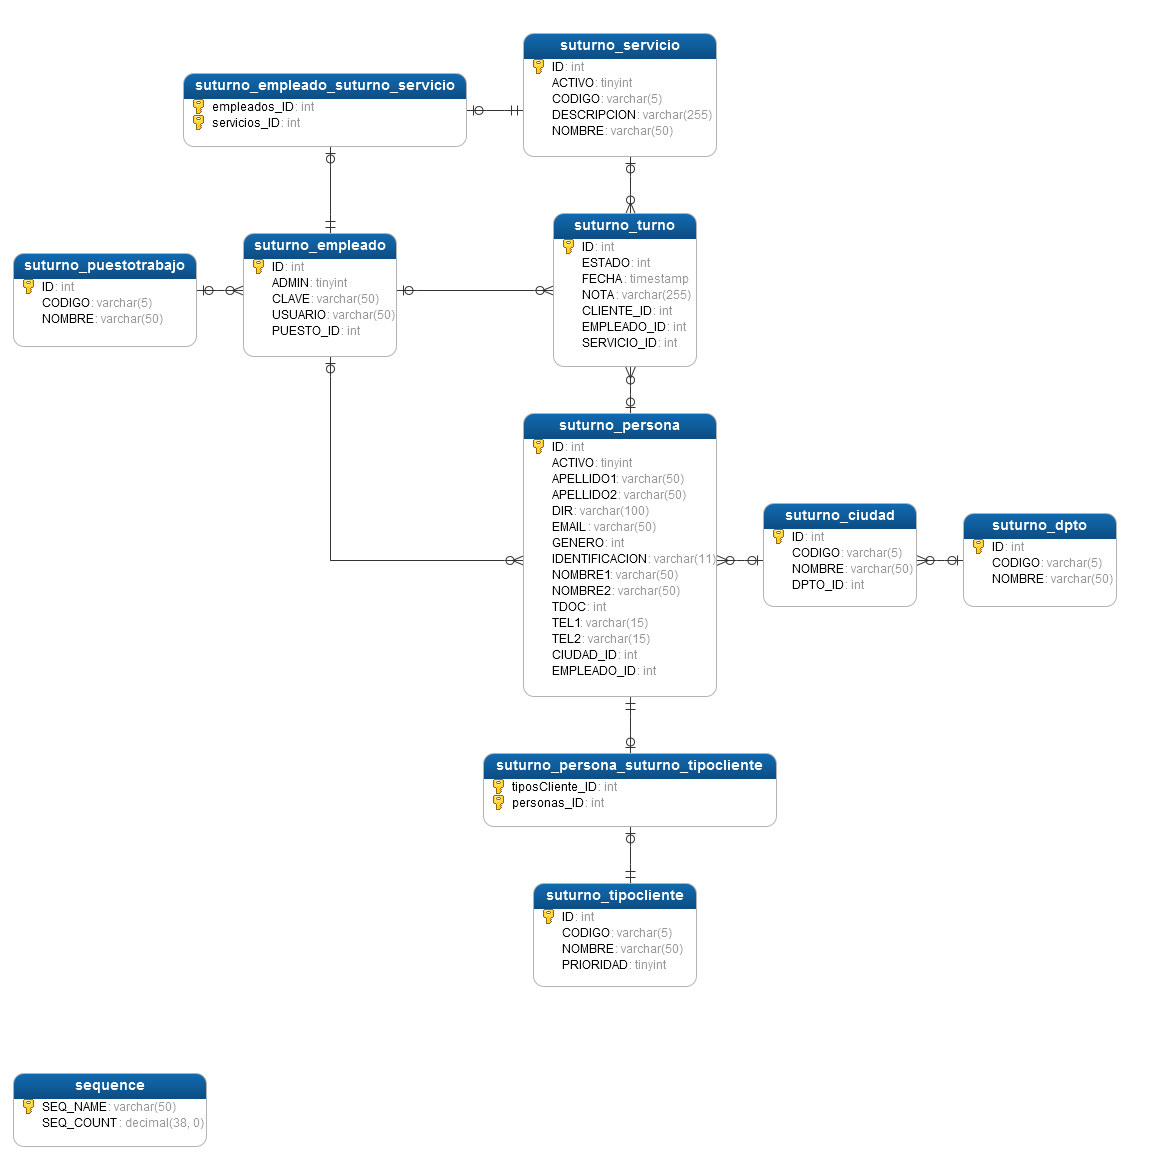 suturno_servicio
ID: int
ACTIVO: tinyint
CODIGO: varchar(5)
DESCRIPCION: varchar(255)
NOMBRE: varchar(50)
suturno_empleado_suturno_servicio
empleados_ID: int
servicios_ID: int
suturno_puestotrabajo
ID: int
CODIGO: varchar(5)
NOMBRE: varchar(50)
suturno_empleado
ID: int
ADMIN: tinyint
CLAVE: varchar(50)
USUARIO: varchar(50)
PUESTO_ID: int
suturno_turno
ID: int
ESTADO: int
FECHA: timestamp
NOTA: varchar(255)
CLIENTE_ID: int
EMPLEADO_ID: int
SERVICIO_ID: int
suturno_persona
ID: int
ACTIVO: tinyint
APELLIDO1: varchar(50)
APELLIDO2: varchar(50)
DIR: varchar(100)
EMAIL: varchar(50)
GENERO: int
IDENTIFICACION: varchar(11)
NOMBRE1: varchar(50)
NOMBRE2: varchar(50)
TDOC: int
TEL1: varchar(15)
TEL2: varchar(15)
CIUDAD_ID: int
EMPLEADO_ID: int
suturno_ciudad
ID: int
CODIGO: varchar(5)
NOMBRE: varchar(50)
DPTO_ID: int
suturno_dpto
ID: int
CODIGO: varchar(5)
NOMBRE: varchar(50)
suturno_persona_suturno_tipocliente
tiposCliente_ID: int
personas_ID: int
suturno_tipocliente
ID: int
CODIGO: varchar(5)
NOMBRE: varchar(50)
PRIORIDAD: tinyint
sequence
SEQ_NAME: varchar(50)
SEQ_COUNT: decimal(38, 0)